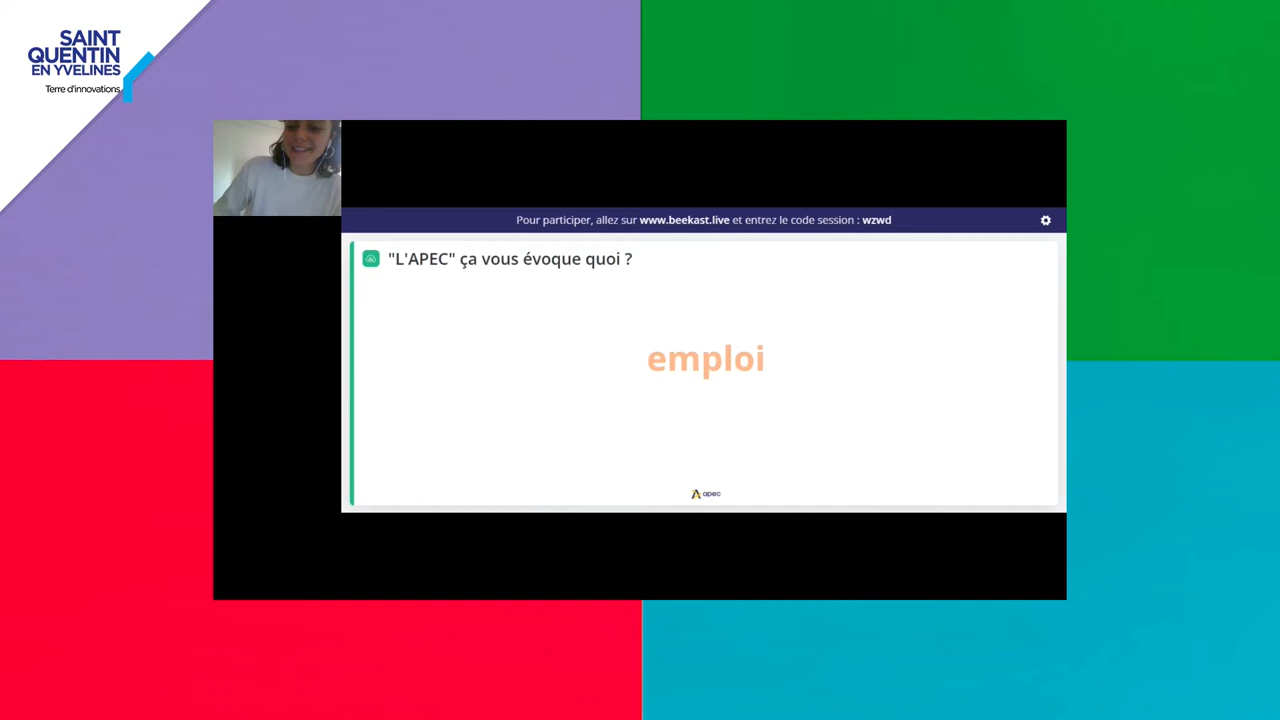 SAINT
QUENTIN
EN YVELINES
Terre d'innovations
Pour participer, allez sur www.beekast.live et entrez le code session : wzwd
"L'APEC" ça vous évoque quoi ?
emploi
apec